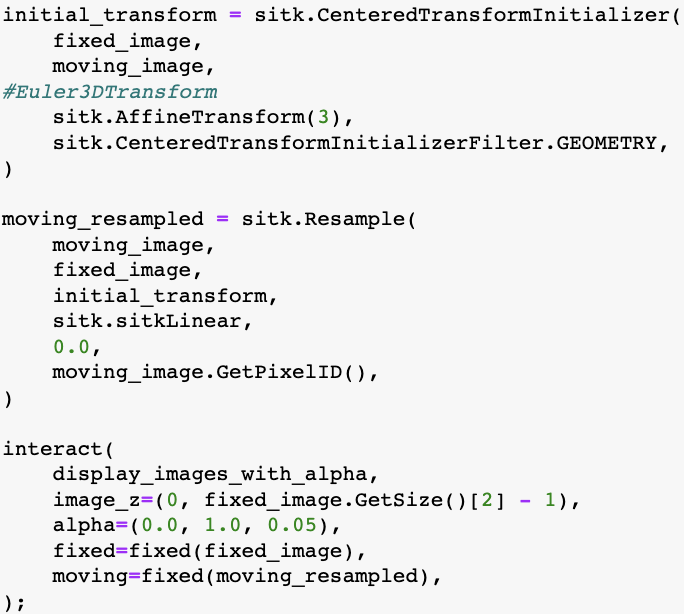 initial_transform = sitk.CenteredTransformInitializer(
    fixed_image,
    moving_image,
#Euler3DTransform
    sitk.AffineTransform(3),
    sitk.CenteredTransformInitializerFilter.GEOMETRY,
)

moving_resampled = sitk.Resample(
    moving_image,
    fixed_image,
    initial_transform,
    sitk.sitkLinear,
    0.0,
    moving_image.GetPixelID(),
)

interact(
    display_images_with_alpha,
    image_z=(0, fixed_image.GetSize()[2] - 1),
    alpha=(0.0, 1.0, 0.05),
    fixed=fixed(fixed_image),
    moving=fixed(moving_resampled),
);